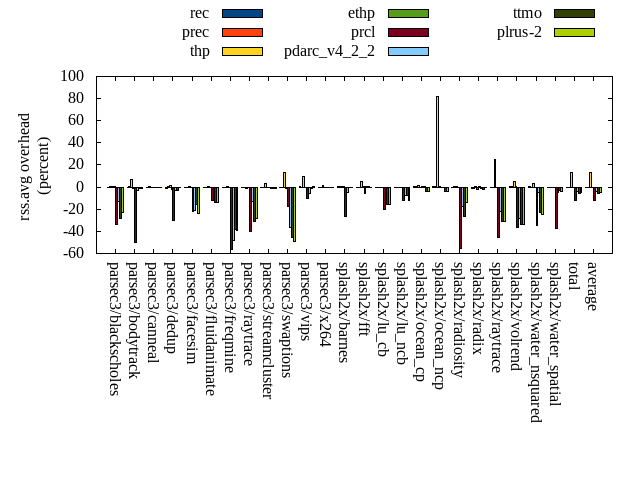 rec
prec
thp
ethp
prcl
pdarc_v4_2_2
ttmo
plrus-2
rss.avg overhead
(percent)
100
80
60
40
20
0
-20
-40
-60
parsec3/blackscholes
parsec3/bodytrack
parsec3/canneal
parsec3/dedup
parsec3/facesim
parsec3/fluidanimate
parsec3/freqmine
parsec3/raytrace
parsec3/streamcluster
parsec3/swaptions
parsec3/vips
parsec3/x264
splash2x/barnes
splash2x/fft
splash2x/lu_cb
splash2x/lu_ncb
splash2x/ocean_cp
splash2x/ocean_ncp
splash2x/radiosity
splash2x/radix
splash2x/raytrace
splash2x/volrend
splash2x/water_nsquared
splash2x/water_spatial
total
average